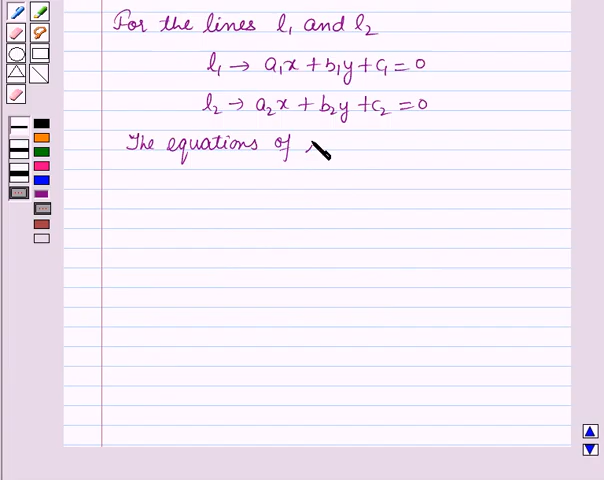 For the lines l₁ and l₂
l₁ → a₁x + b₁y + c₁ = 0
l₂ → a₂x + b₂y + c₂ = 0
The equations of